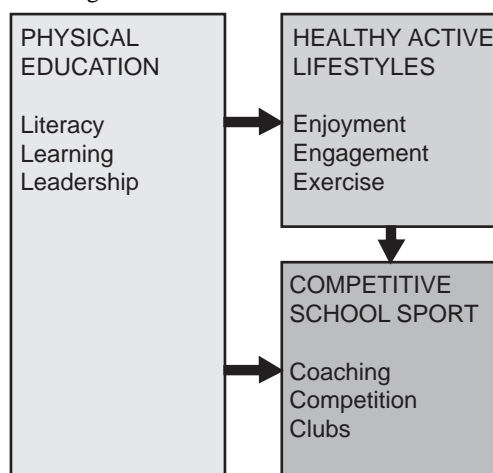 PHYSICAL
EDUCATION
Literacy
Learning
Leadership
HEALTHY ACTIVE
LIFESTYLES
Enjoyment
Engagement
Exercise
COMPETITIVE
SCHOOL SPORT
Coaching
Competition
Clubs